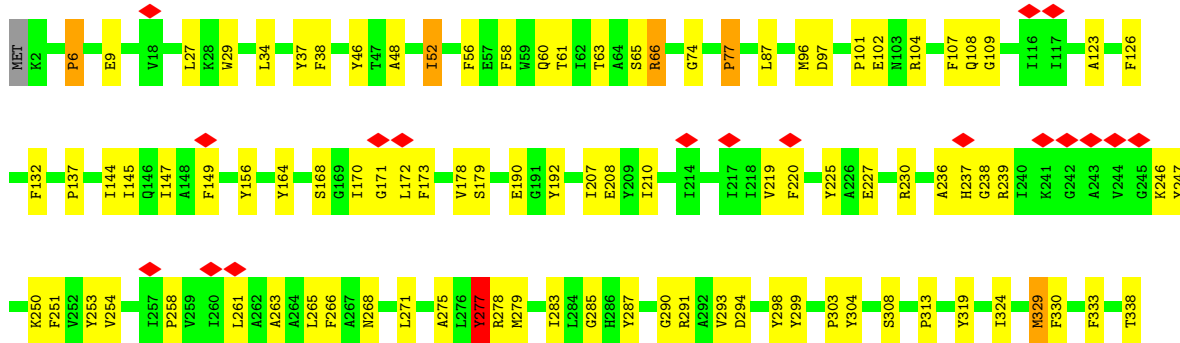 MET K2 P6 E9 V18 L27 K28 W29 L34 Y37 F38 Y46 T47 A48 I52 F56 E57 F58 W59 Q60 T61 I62 T63 A64 S65 R66 G74 P77 L87 M96 D97 P101 E102 N103 R104 F107 Q108 G109 I116 I117 A123 F126
F132 P137 I144 I145 Q146 I147 A148 F149 Y156 Y164 S168 G169 I170 G171 L172 F173 V178 S179 E190 G191 Y192 I207 E208 Y209 I210 I214 I217 I218 V219 F220 Y225 A226 E227 R230 A236 H237 G238 R239 I240 K241 G242 A243 V244 G245 K246 Y247
K250 F251 V252 Y253 V254 I257 P258 V259 I260 L261 A262 A263 A264 L265 F266 A267 N268 L271 A275 L276 Y277 R278 M279 I283 L284 G285 H286 Y287 G290 R291 A292 V293 D294 Y298 Y299 P303 Y304 S308 P313 Y319 I324 M329 F330 F333 T338